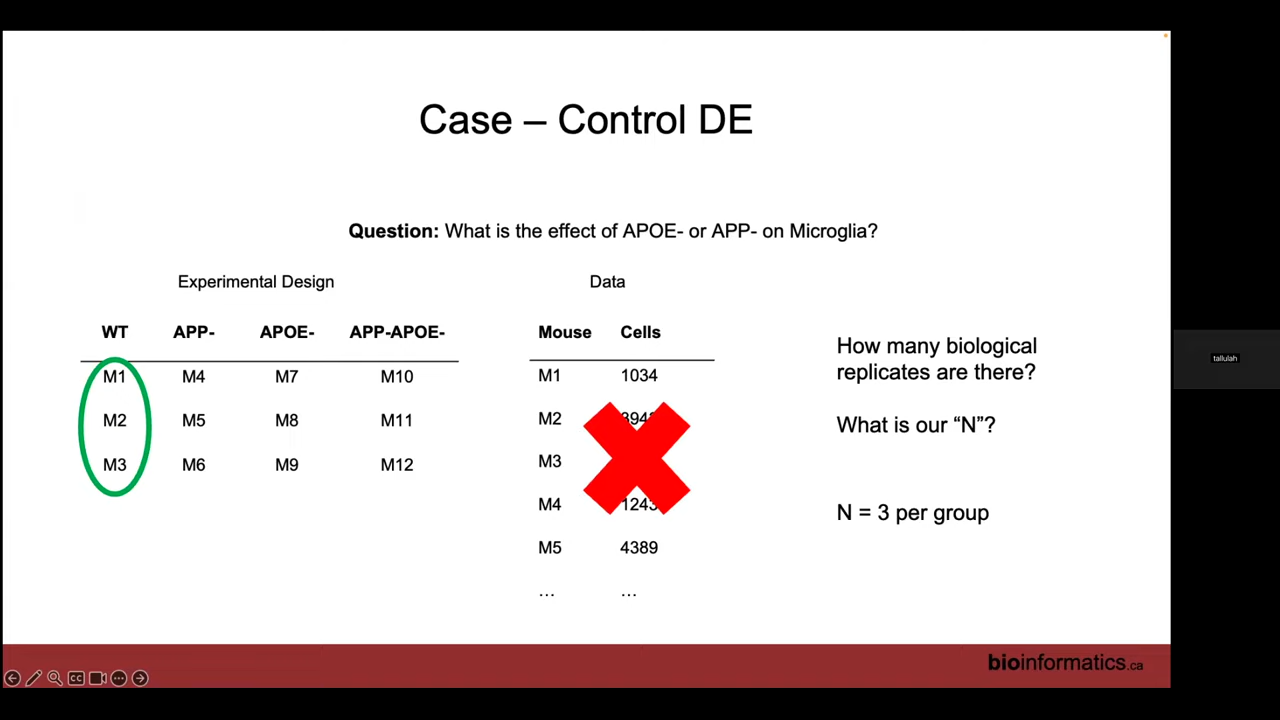 Case – Control DE
Question: What is the effect of APOE- or APP- on Microglia?
Experimental Design
WT APP- APOE- APP-APOE-
M1 M4 M7 M10
M2 M5 M8 M11
M3 M6 M9 M12
Data
Mouse Cells
M1 1034
M2
M3
M4
M5 4389
... ...
How many biological
replicates are there?
What is our “N”?
N = 3 per group
bioinformatics.ca
CC
tallulah